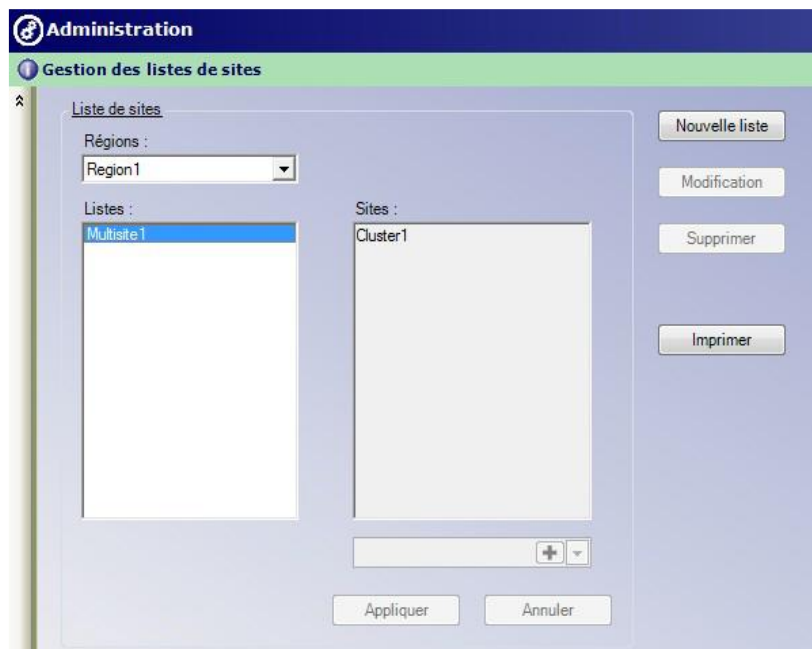 Administration
Gestion des listes de sites
Liste de sites
Régions :
Region1
Listes :
Multisite1
Sites :
Cluster1
Nouvelle liste
Modification
Supprimer
Imprimer
Appliquer
Annuler